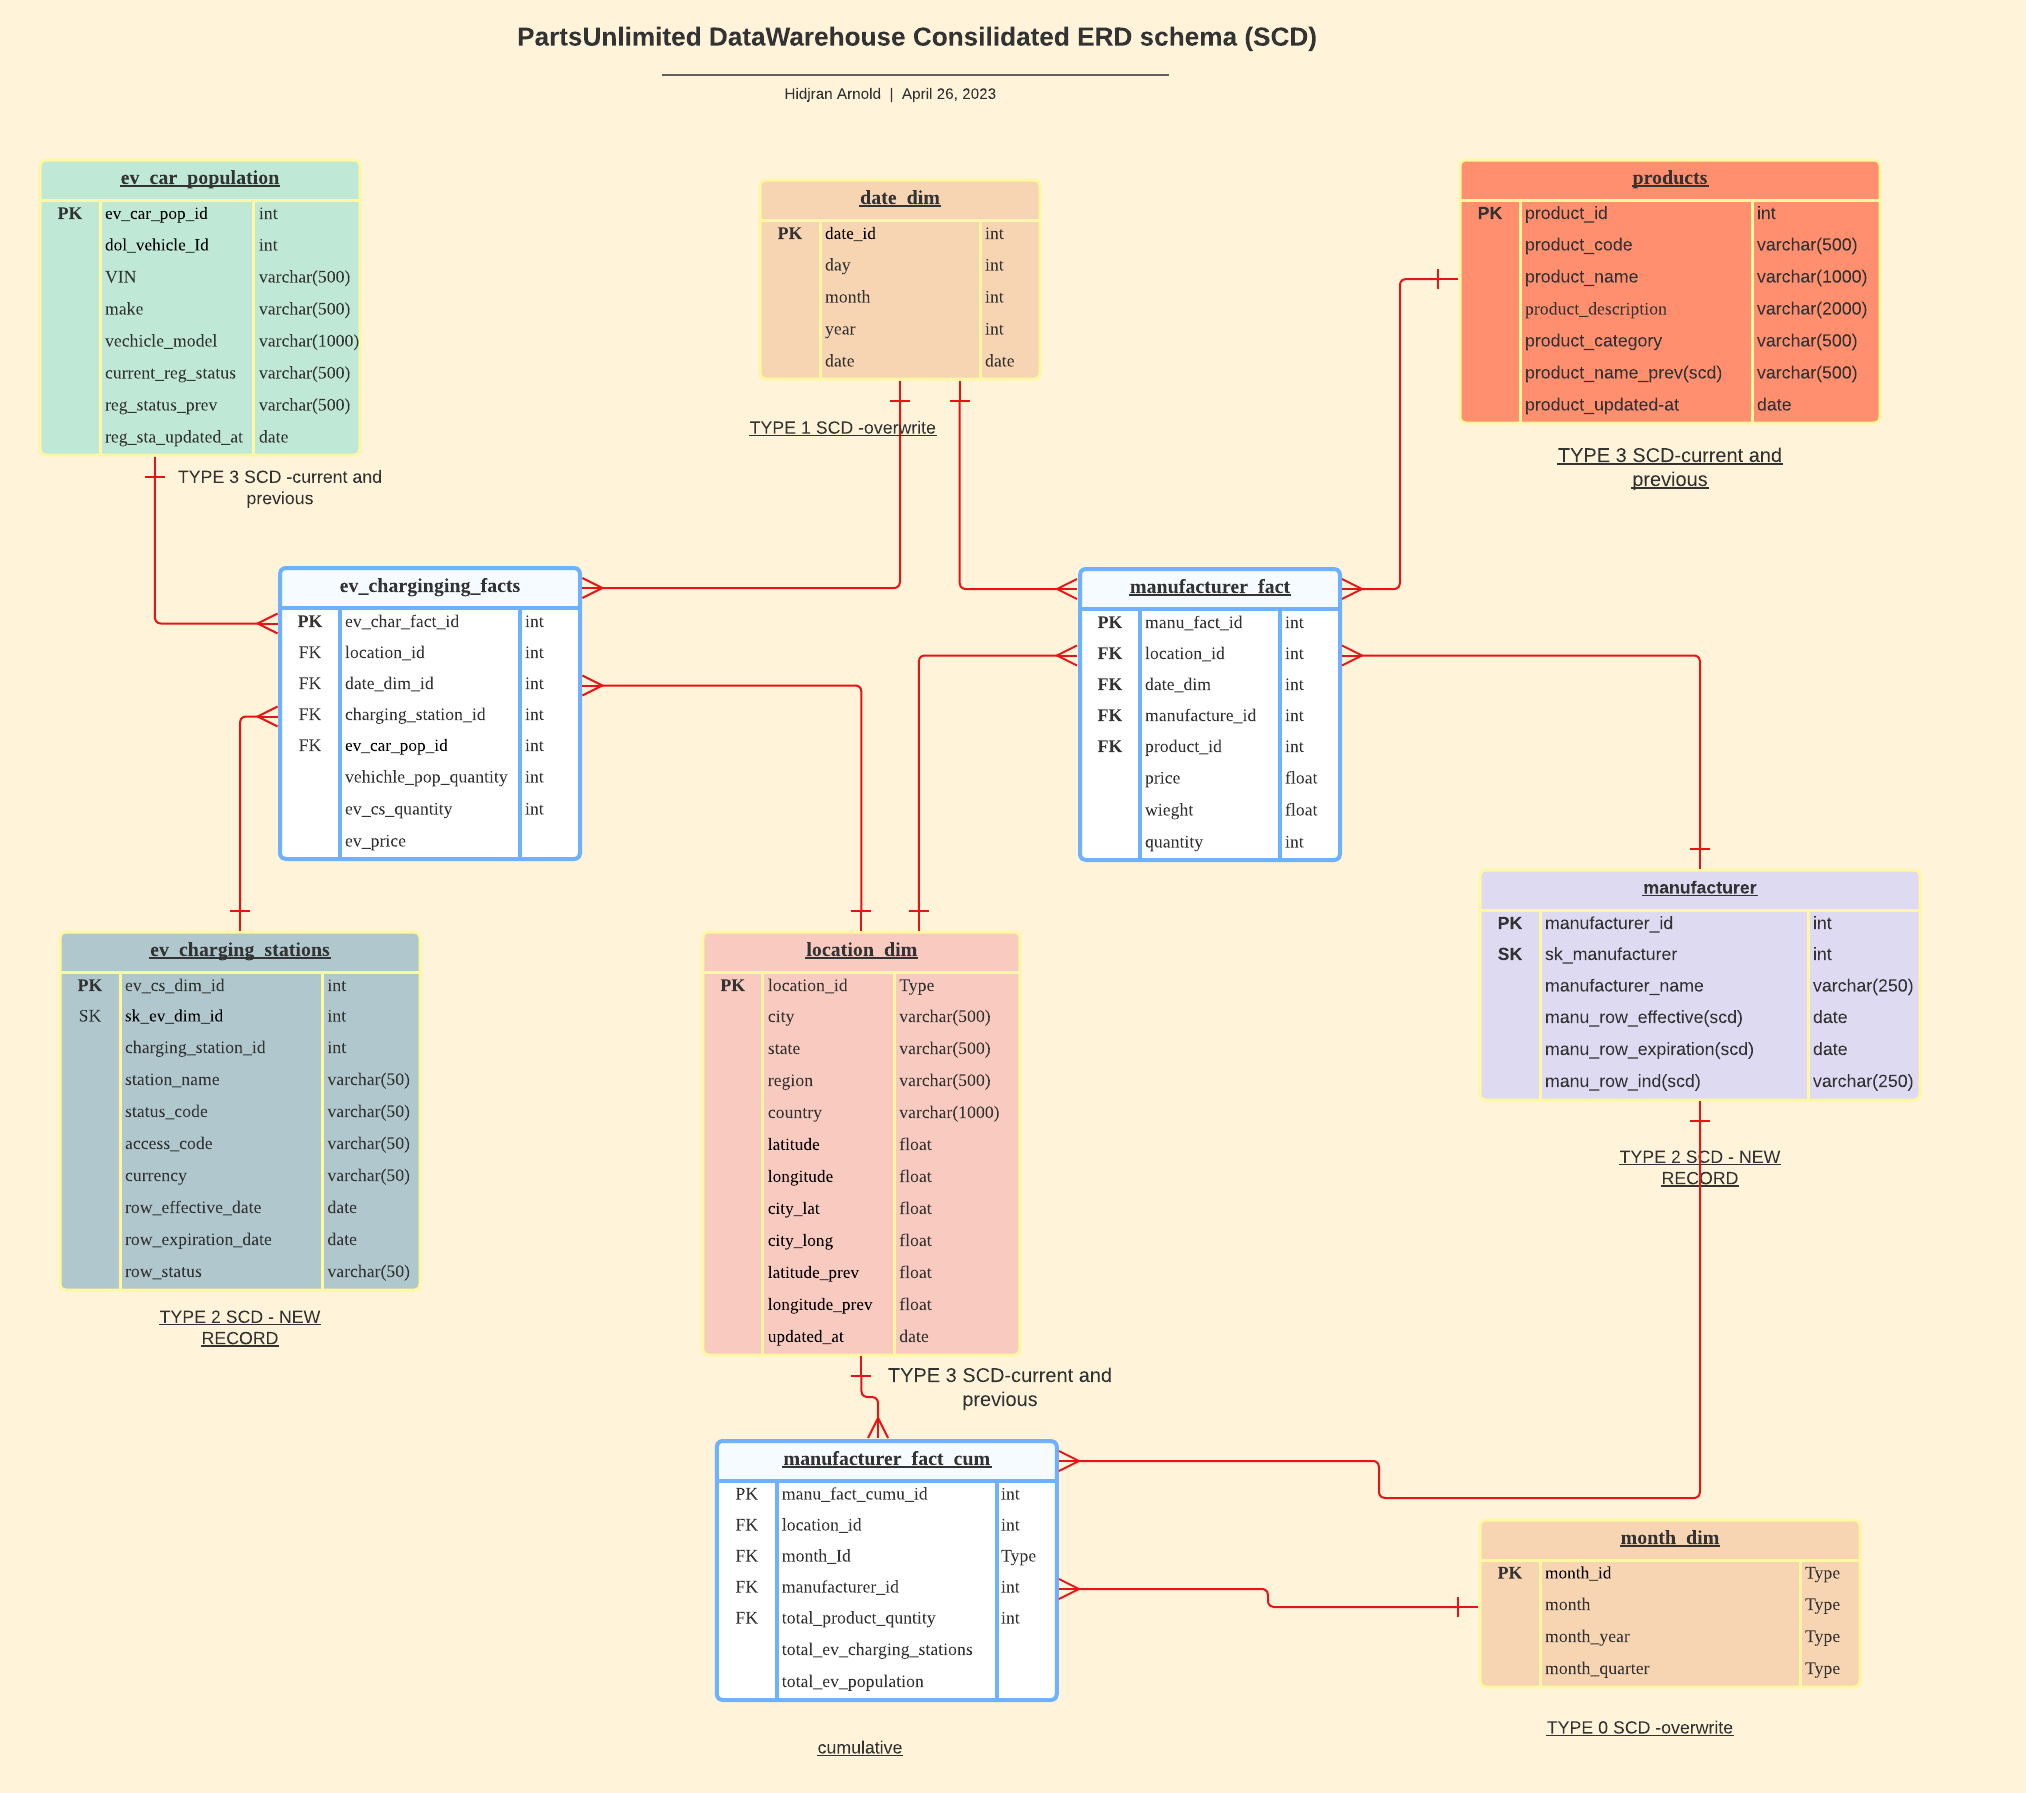 PartsUnlimited DataWarehouse Consilidated ERD schema (SCD)
Hidjran Arnold | April 26, 2023
ev_car_population
PK ev_car_pop_id int
dol_vehicle_Id int
VIN varchar(500)
make varchar(500)
vechicle_model varchar(1000)
current_reg_status varchar(500)
reg_status_prev varchar(500)
reg_sta_updated_at date
TYPE 3 SCD -current and
previous
date_dim
PK date_id int
day int
month int
year int
date date
TYPE 1 SCD -overwrite
products
PK product_id int
product_code varchar(500)
product_name varchar(1000)
product_description varchar(2000)
product_category varchar(500)
product_name_prev(scd) varchar(500)
product_updated-at date
TYPE 3 SCD-current and
previous
ev_charginging_facts
PK ev_char_fact_id int
FK location_id int
FK date_dim_id int
FK charging_station_id int
FK ev_car_pop_id int
vehichle_pop_quantity int
ev_cs_quantity int
ev_price
manufacturer_fact
PK manu_fact_id int
FK location_id int
FK date_dim int
FK manufacture_id int
FK product_id int
price float
wieght float
quantity int
manufacturer
PK manufacturer_id int
SK sk_manufacturer int
manufacturer_name varchar(250)
manu_row_effective(scd) date
manu_row_expiration(scd) date
manu_row_ind(scd) varchar(250)
TYPE 2 SCD - NEW
RECORD
ev_charging_stations
PK ev_cs_dim_id int
SK sk_ev_dim_id int
charging_station_id int
station_name varchar(50)
status_code varchar(50)
access_code varchar(50)
currency varchar(50)
row_effective_date date
row_expiration_date date
row_status varchar(50)
TYPE 2 SCD - NEW
RECORD
location_dim
PK location_id Type
city varchar(500)
state varchar(500)
region varchar(500)
country varchar(1000)
latitude float
longitude float
city_lat float
city_long float
latitude_prev float
longitude_prev float
updated_at date
TYPE 3 SCD-current and
previous
manufacturer_fact_cum
PK manu_fact_cumu_id int
FK location_id int
FK month_Id Type
FK manufacturer_id int
FK total_product_quntity int
total_ev_charging_stations
total_ev_population
cumulative
month_dim
PK month_id Type
month Type
month_year Type
month_quarter Type
TYPE 0 SCD -overwrite